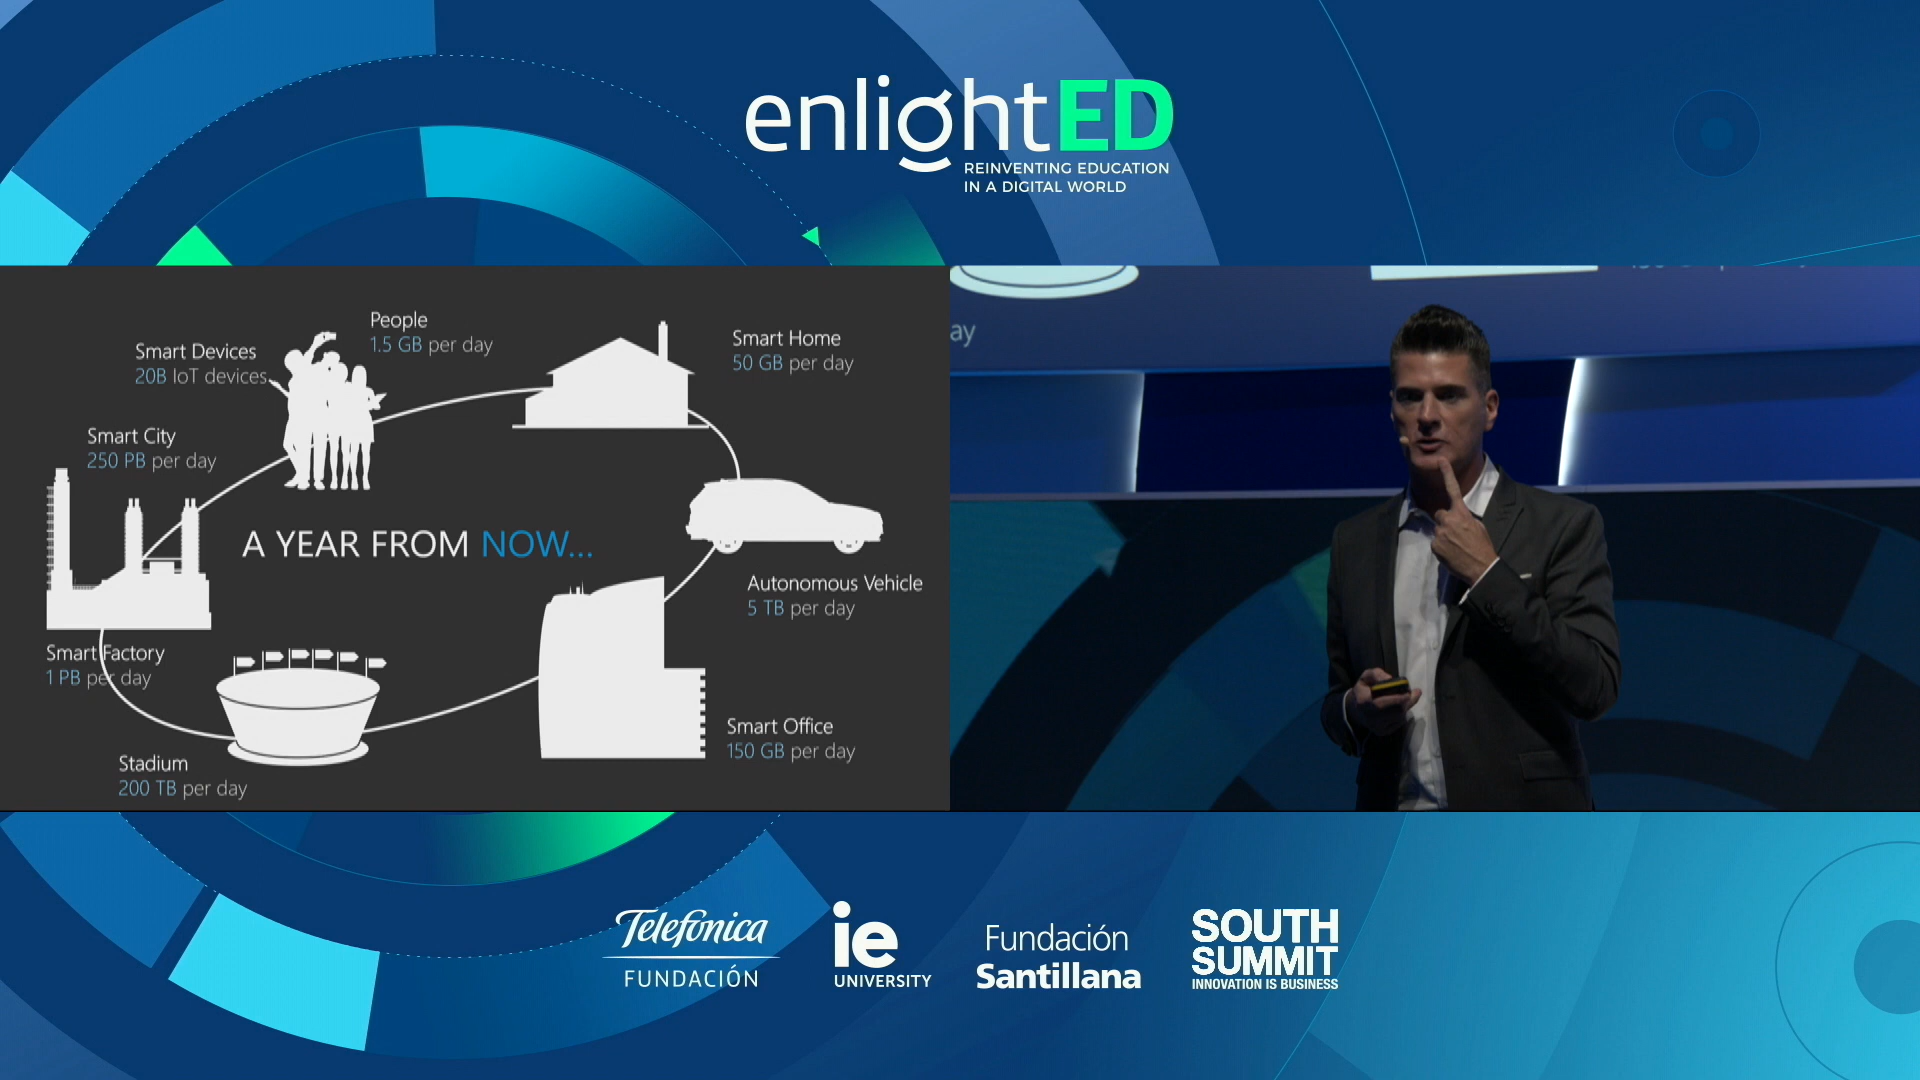 enlightED
REINVENTING EDUCATION
IN A DIGITAL WORLD
People
1.5 GB per day
Smart Devices
20B IoT devices
Smart Home
50 GB per day
Smart City
250 PB per day
A YEAR FROM NOW...
Autonomous Vehicle
5 TB per day
Smart Factory
1 PB per day
Smart Office
150 GB per day
Stadium
200 TB per day
ay
Telefónica
FUNDACIÓN
ie
UNIVERSITY
Fundación
Santillana
SOUTH
SUMMIT
INNOVATION IS BUSINESS